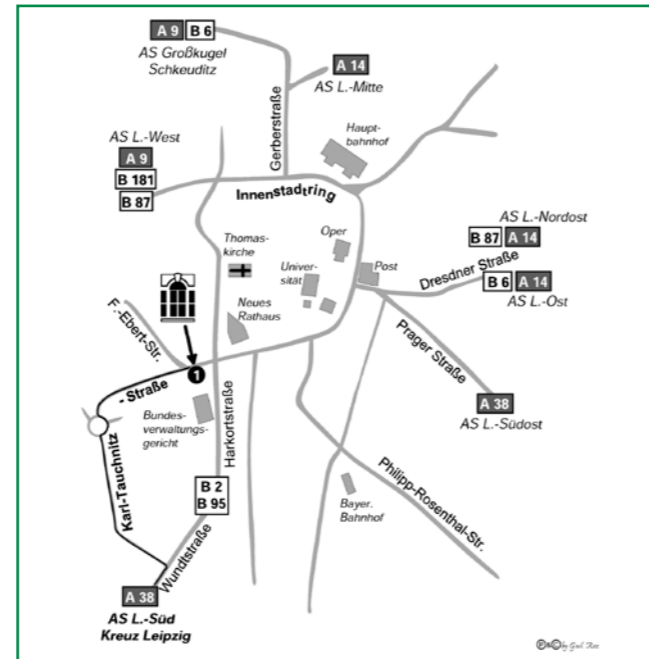 A 9 B 6
AS Großkugel
Schkeuditz
A 14
AS L.-Mitte
Gerberstraße
Haupt-
bahnhof
AS L.-West
A 9
B 181
B 87
Innenstadtring
AS L.-Nordost
B 87 A 14
Oper
Thomas-
kirche
Univer-
sität
Post
Dresdner Straße
B 6 A 14
AS L.-Ost
Neues
Rathaus
F.-Ebert-Str.
Prager Straße
1
- Straße
A 38
AS L.-Südost
Bundes-
verwaltungs-
gericht
Harkortstraße
Karl-Tauchnitz
B 2
B 95
Philipp-Rosenthal-Str.
Bayer.
Bahnhof
Wundtstraße
A 38
AS L.-Süd
Kreuz Leipzig